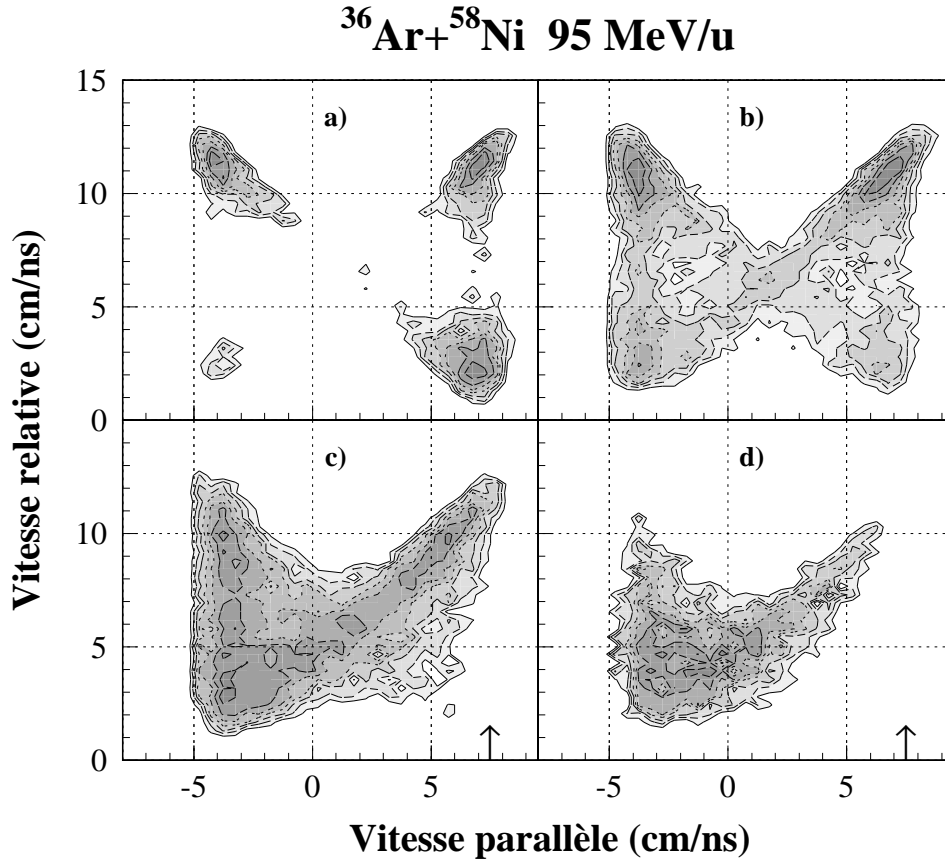 ³⁶Ar+⁵⁸Ni 95 MeV/u
15
a)
b)
10
5
0
c)
d)
10
5
0
-5 0 5 -5 0 5
Vitesse relative (cm/ns)
Vitesse parallèle (cm/ns)